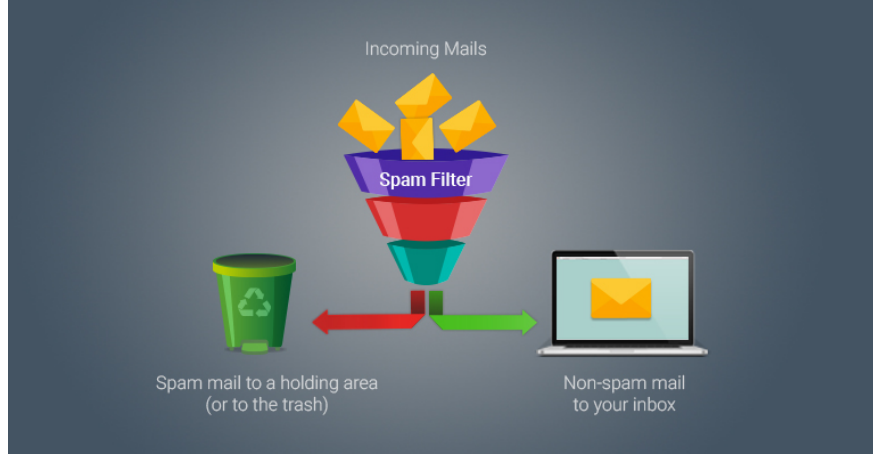 Incoming Mails
Spam Filter
Spam mail to a holding area
(or to the trash)
Non-spam mail
to your inbox